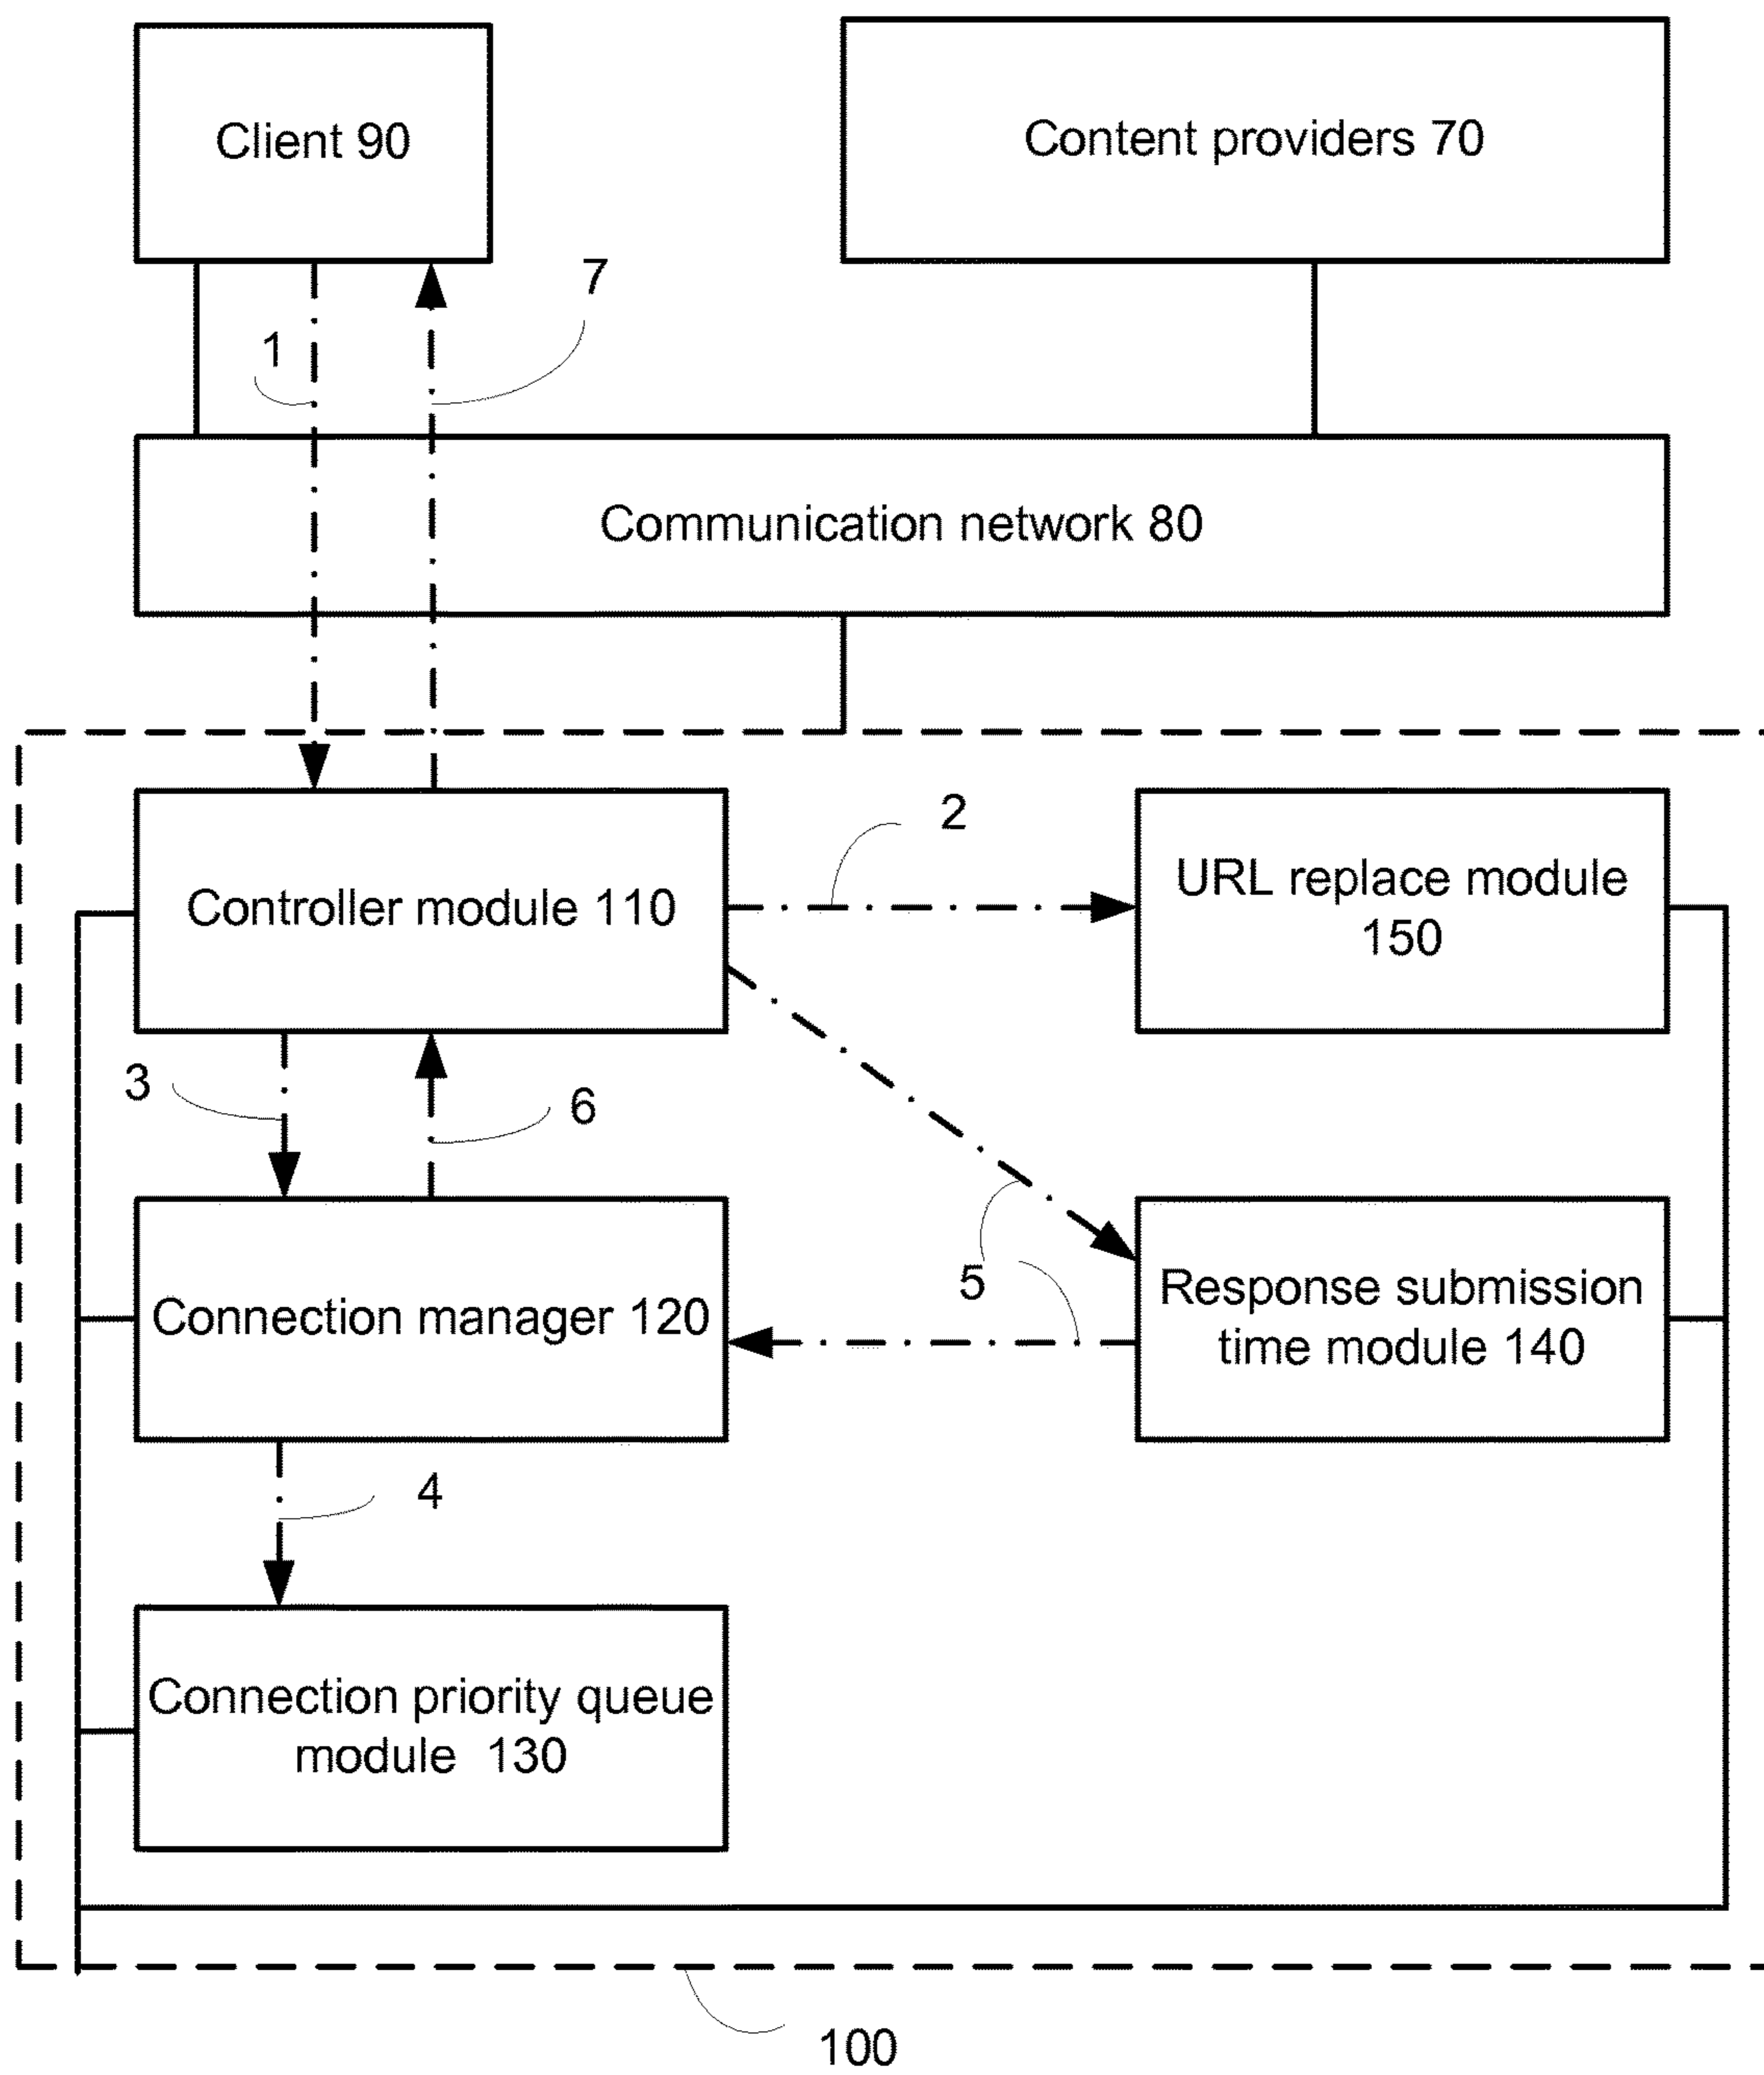 Client 90
Content providers 70
7
1
Communication network 80
2
Controller module 110
URL replace module
150
3
6
5
Connection manager 120
Response submission
time module 140
4
Connection priority queue
module 130
100